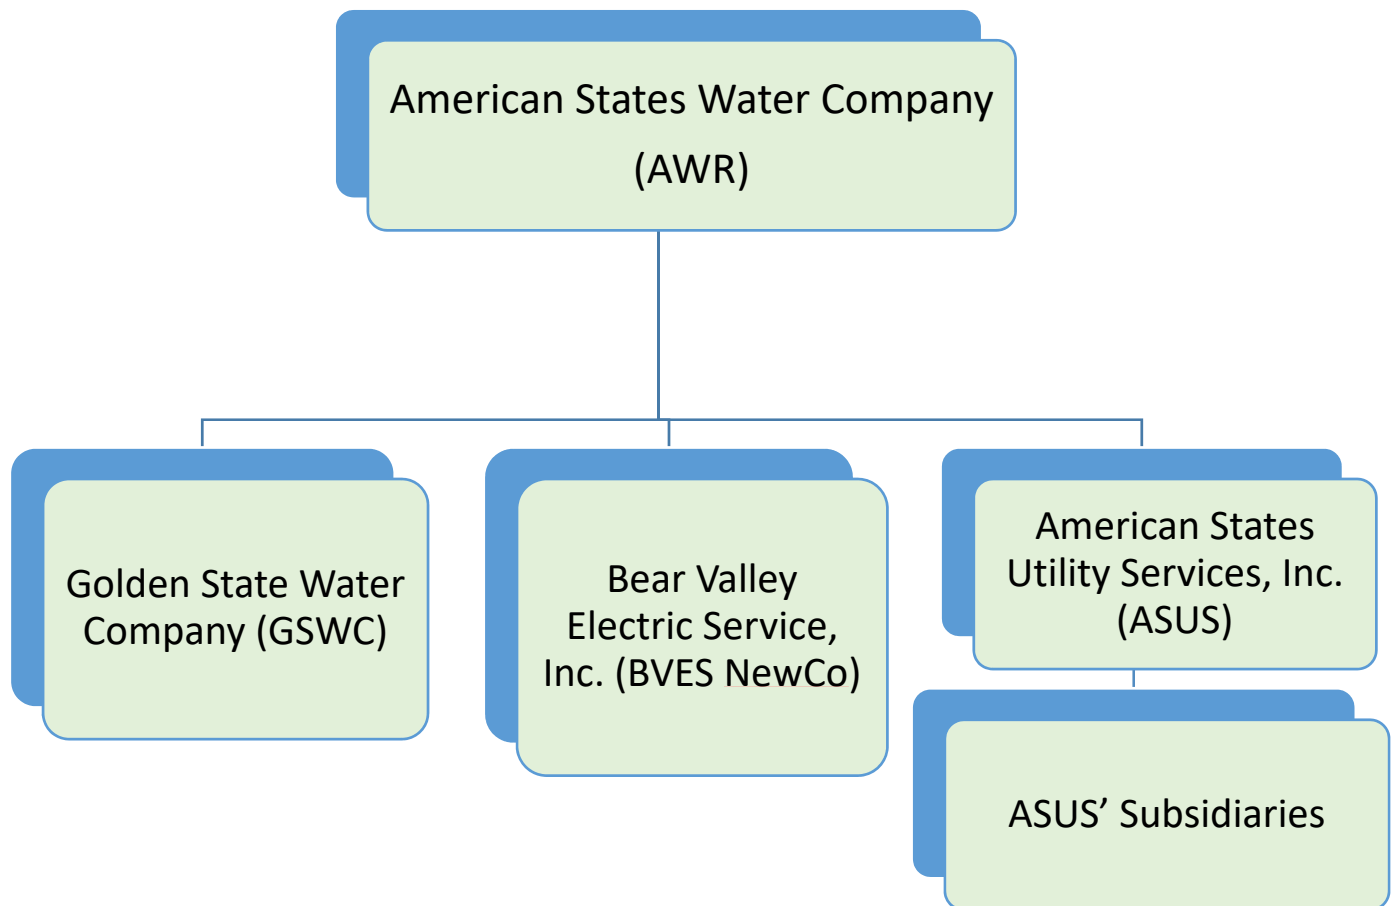 American States Water Company
(AWR)
Golden State Water
Company (GSWC)
Bear Valley
Electric Service,
Inc. (BVES NewCo)
American States
Utility Services, Inc.
(ASUS)
ASUS’ Subsidiaries